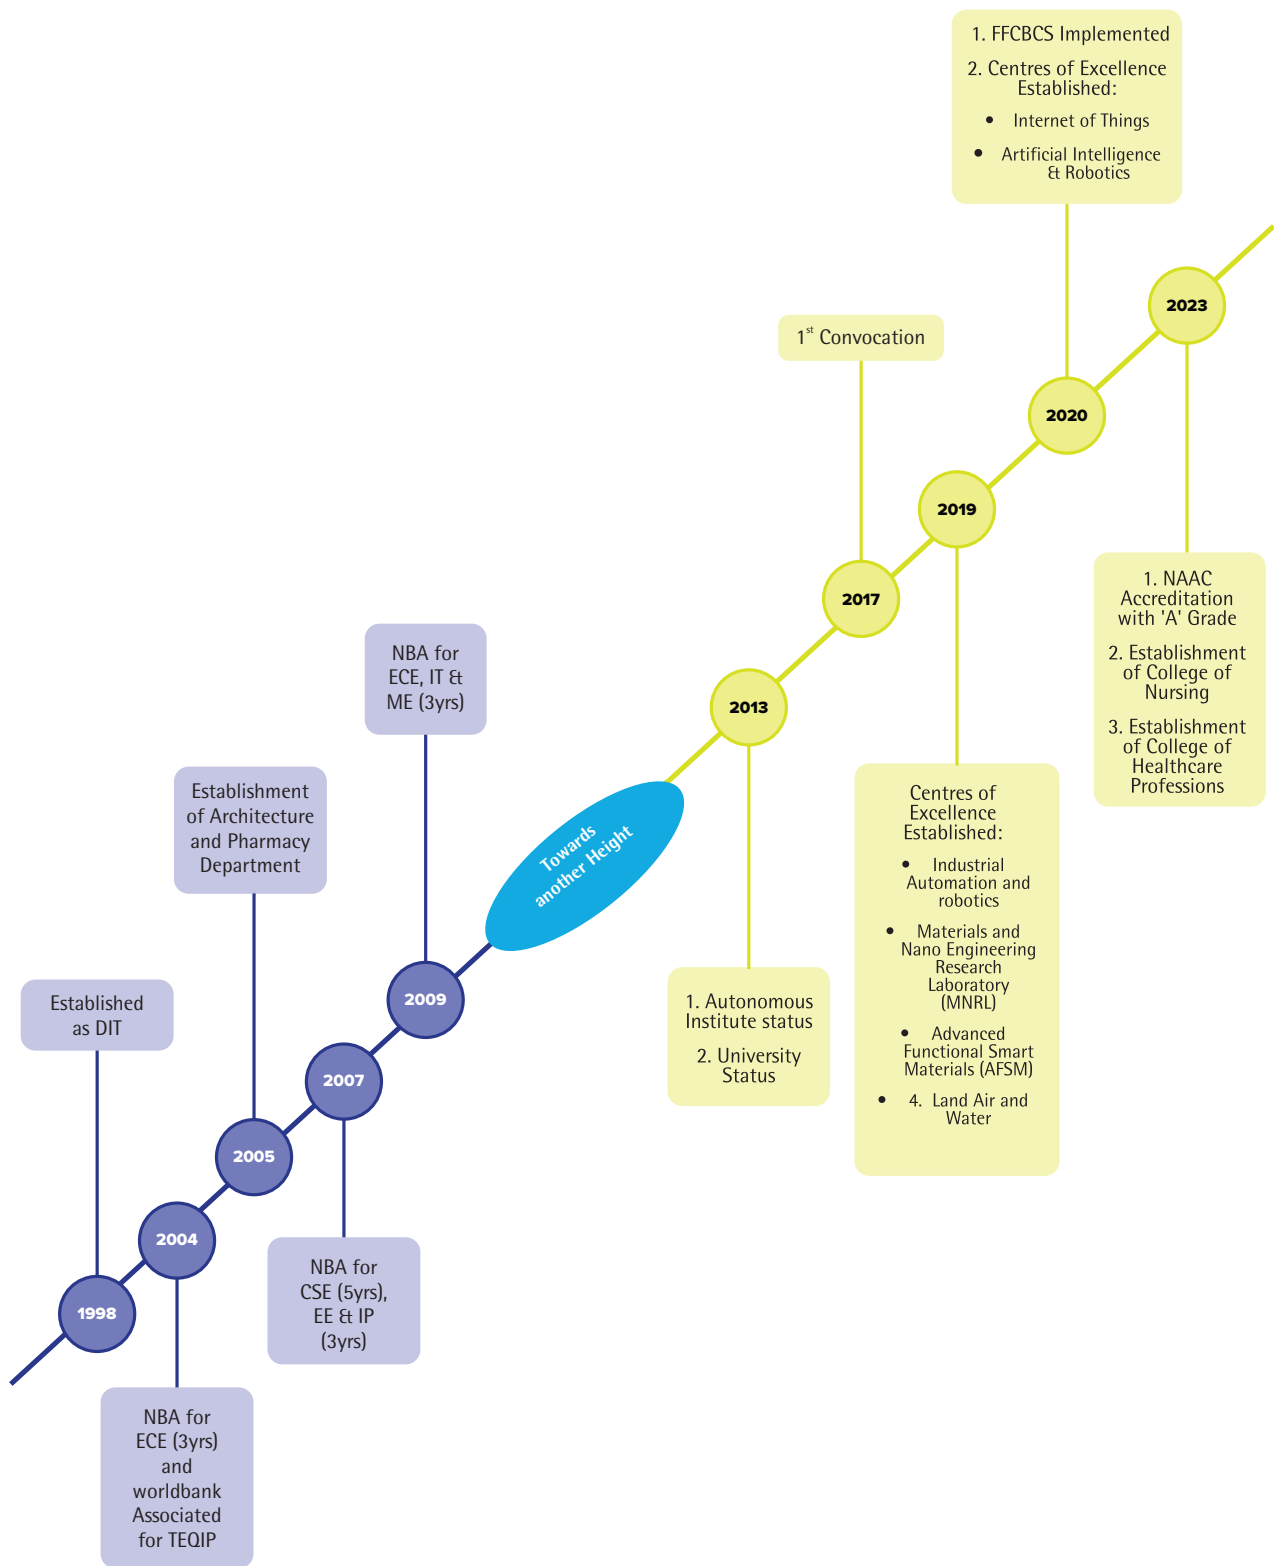 1. FFCBCS Implemented
2. Centres of Excellence
Established:
• Internet of Things
• Artificial Intelligence
& Robotics
2023
1st Convocation
2020
2019
1. NAAC
Accreditation
with 'A' Grade
2. Establishment
of College of
Nursing
3. Establishment
of College of
Healthcare
Professions
2017
NBA for
ECE, IT &
ME (3yrs)
2013
Establishment
of Architecture
and Pharmacy
Department
Towards
another Height
Centres of
Excellence
Established:
• Industrial
Automation and
robotics
• Materials and
Nano Engineering
Research
Laboratory
(MNRL)
• Advanced
Functional Smart
Materials (AFSM)
• 4. Land Air and
Water
1. Autonomous
Institute status
2. University
Status
Established
as DIT
2009
2007
2005
2004
1998
NBA for
CSE (5yrs),
EE & IP
(3yrs)
NBA for
ECE (3yrs)
and
worldbank
Associated
for TEQIP